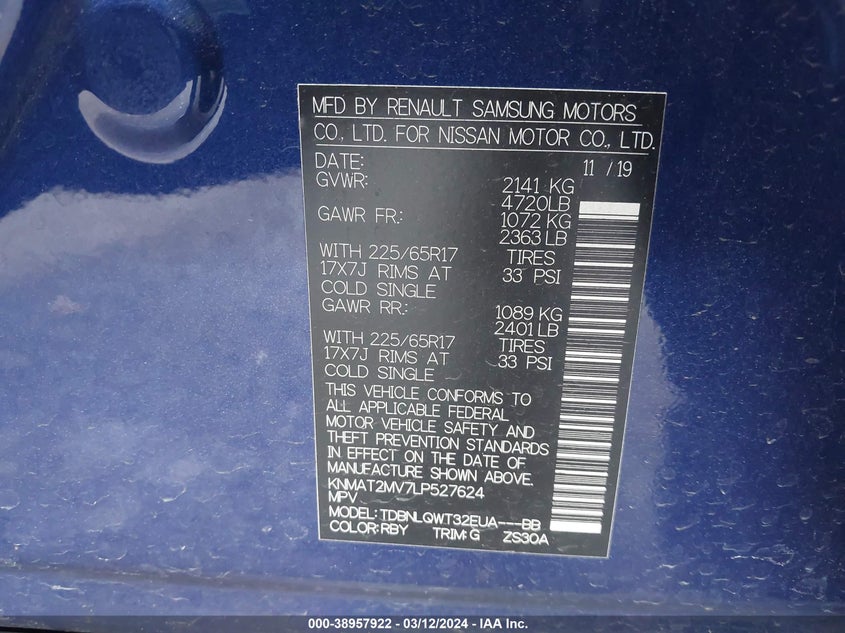 MFD BY RENAULT SAMSUNG MOTORS
CO., LTD. FOR NISSAN MOTOR CO., LTD.
DATE: 11 / 19
GVWR: 2141 KG
4720LB
GAWR FR.: 1072 KG
2363 LB
WITH 225/65R17 TIRES
17X7J RIMS AT 33 PSI
COLD SINGLE
GAWR RR.: 1089 KG
2401 LB
WITH 225/65R17 TIRES
17X7J RIMS AT 33 PSI
COLD SINGLE
THIS VEHICLE CONFORMS TO
ALL APPLICABLE FEDERAL
MOTOR VEHICLE SAFETY AND
THEFT PREVENTION STANDARDS
IN EFFECT ON THE DATE OF
MANUFACTURE SHOWN ABOVE.
KNMAT2MV7LP527624
MPV
MODEL: TDBNLQWT32EUA---BB
COLOR:RBY TRIM:G ZS30A
000-38957922 - 03/12/2024 - IAA Inc.